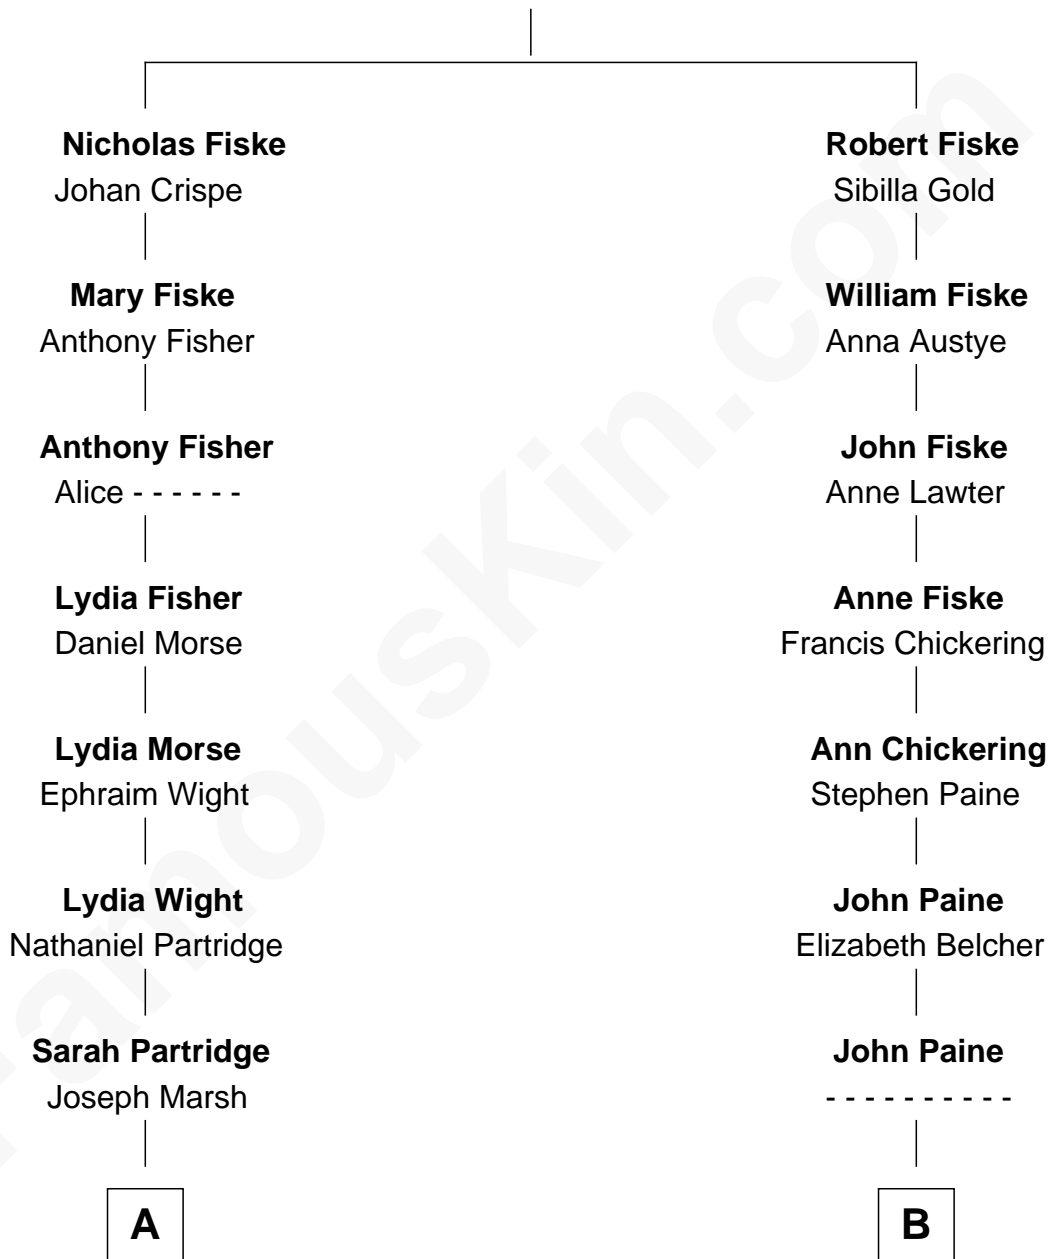 Nicholas Fiske
Johan Crispe
Mary Fiske
Anthony Fisher
Anthony Fisher
Alice - - - - - -
Lydia Fisher
Daniel Morse
Lydia Morse
Ephraim Wight
Lydia Wight
Nathaniel Partridge
Sarah Partridge
Joseph Marsh
A
Robert Fiske
Sibilla Gold
William Fiske
Anna Austye
John Fiske
Anne Lawter
Anne Fiske
Francis Chickering
Ann Chickering
Stephen Paine
John Paine
Elizabeth Belcher
John Paine
- - - - - - - - - -
B
FamousKin.com